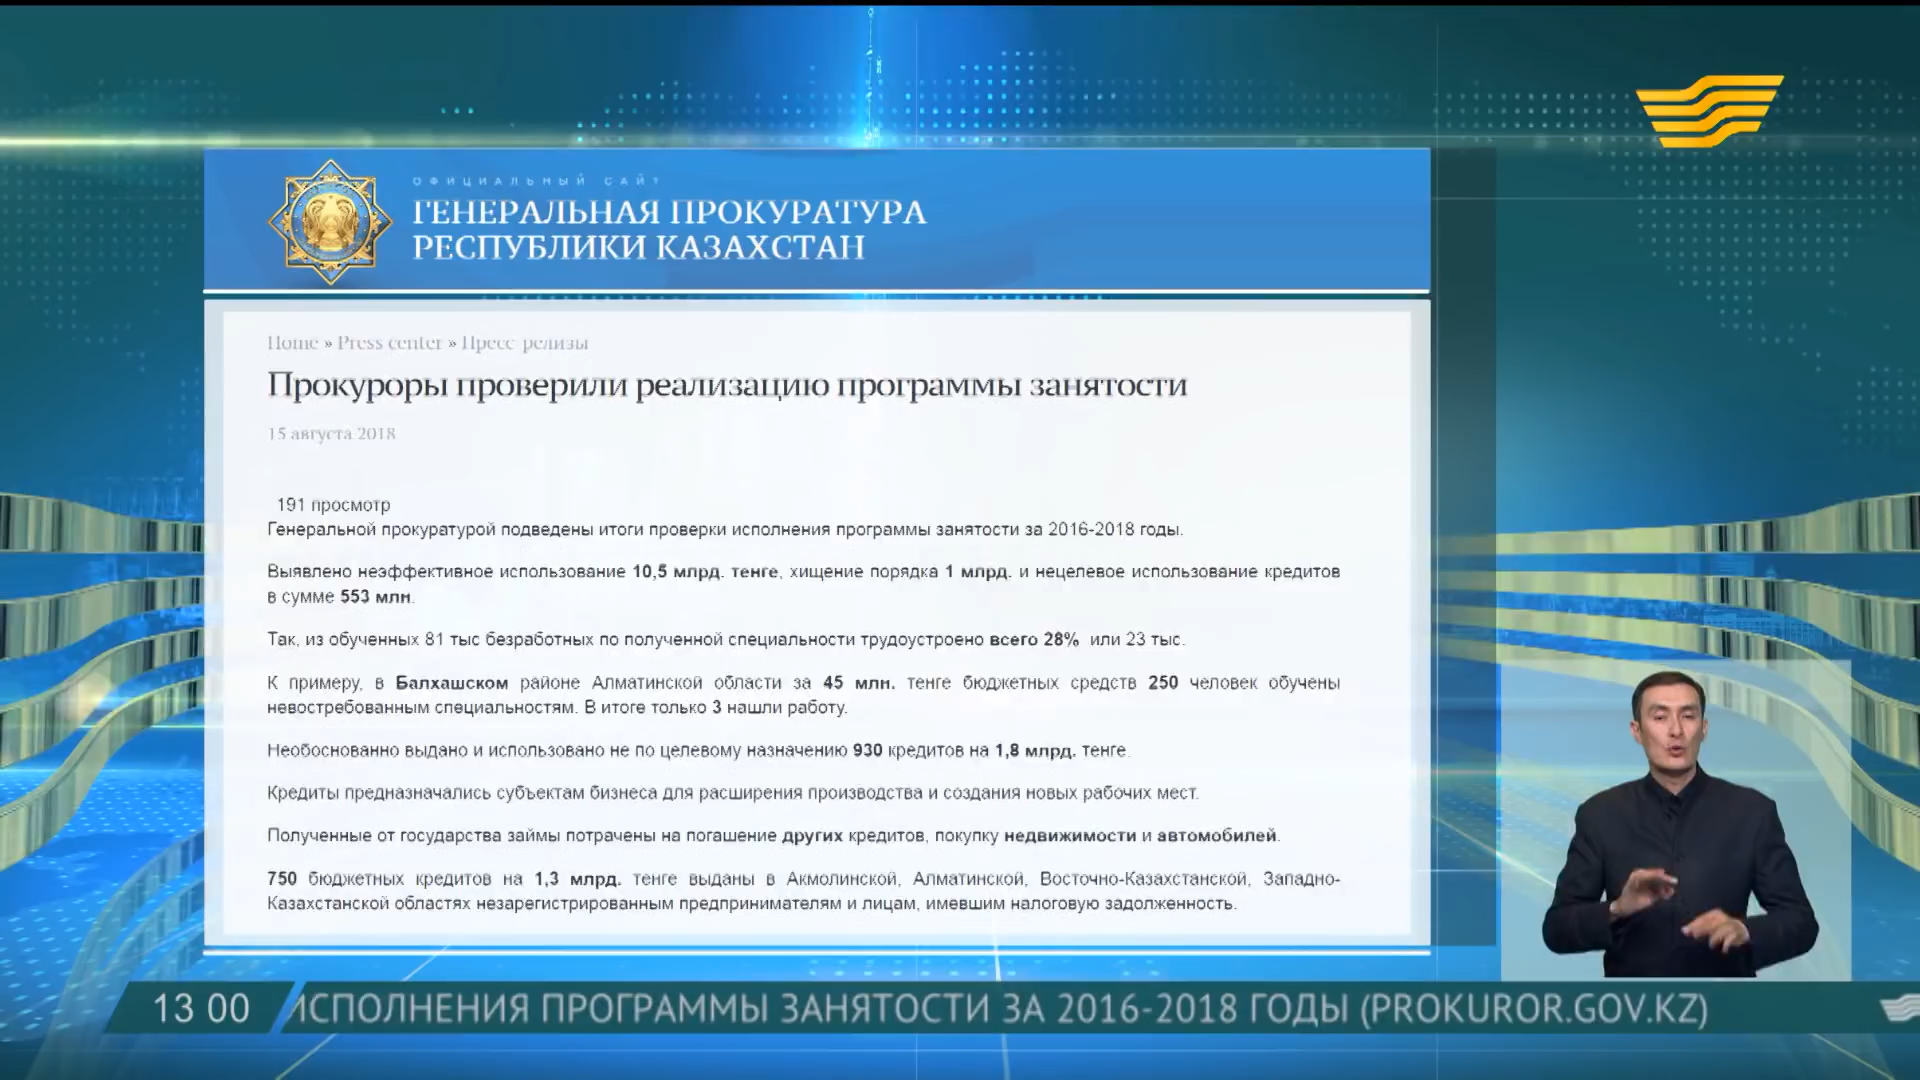 ОФИЦИАЛЬНЫЙ САЙТ
ГЕНЕРАЛЬНАЯ ПРОКУРАТУРА
РЕСПУБЛИКИ КАЗАХСТАН
Home » Press center » Пресс-релизы
Прокуроры проверили реализацию программы занятости
15 августа 2018
191 просмотр
Генеральной прокуратурой подведены итоги проверки исполнения программы занятости за 2016-2018 годы.
Выявлено неэффективное использование 10,5 млрд. тенге, хищение порядка 1 млрд. и нецелевое использование кредитов
в сумме 553 млн.
Так, из обученных 81 тыс безработных по полученной специальности трудоустроено всего 28% или 23 тыс.
К примеру, в Балхашском районе Алматинской области за 45 млн. тенге бюджетных средств 250 человек обучены
невостребованным специальностям. В итоге только 3 нашли работу.
Необоснованно выдано и использовано не по целевому назначению 930 кредитов на 1,8 млрд. тенге.
Кредиты предназначались субъектам бизнеса для расширения производства и создания новых рабочих мест.
Полученные от государства займы потрачены на погашение других кредитов, покупку недвижимости и автомобилей.
750 бюджетных кредитов на 1,3 млрд. тенге выданы в Акмолинской, Алматинской, Восточно-Казахстанской, Западно-
Казахстанской областях незарегистрированным предпринимателям и лицам, имевшим налоговую задолженность.
13 00 ИСПОЛНЕНИЯ ПРОГРАММЫ ЗАНЯТОСТИ ЗА 2016-2018 ГОДЫ (PROKUROR.GOV.KZ)